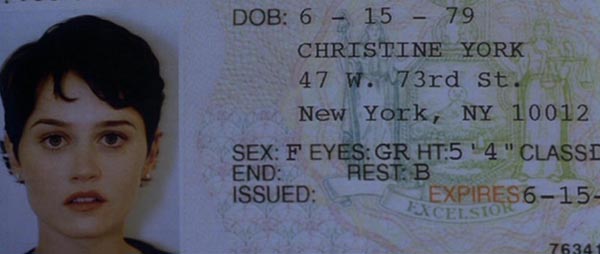 DOB: 6 - 15 - 79
CHRISTINE YORK
47 W. 73rd St.
New York, NY 10012
SEX: F EYES: GR HT: 5'4" CLASS D
END: REST: B
ISSUED: EXPIRES 6-15-
EXCELSIOR
76341